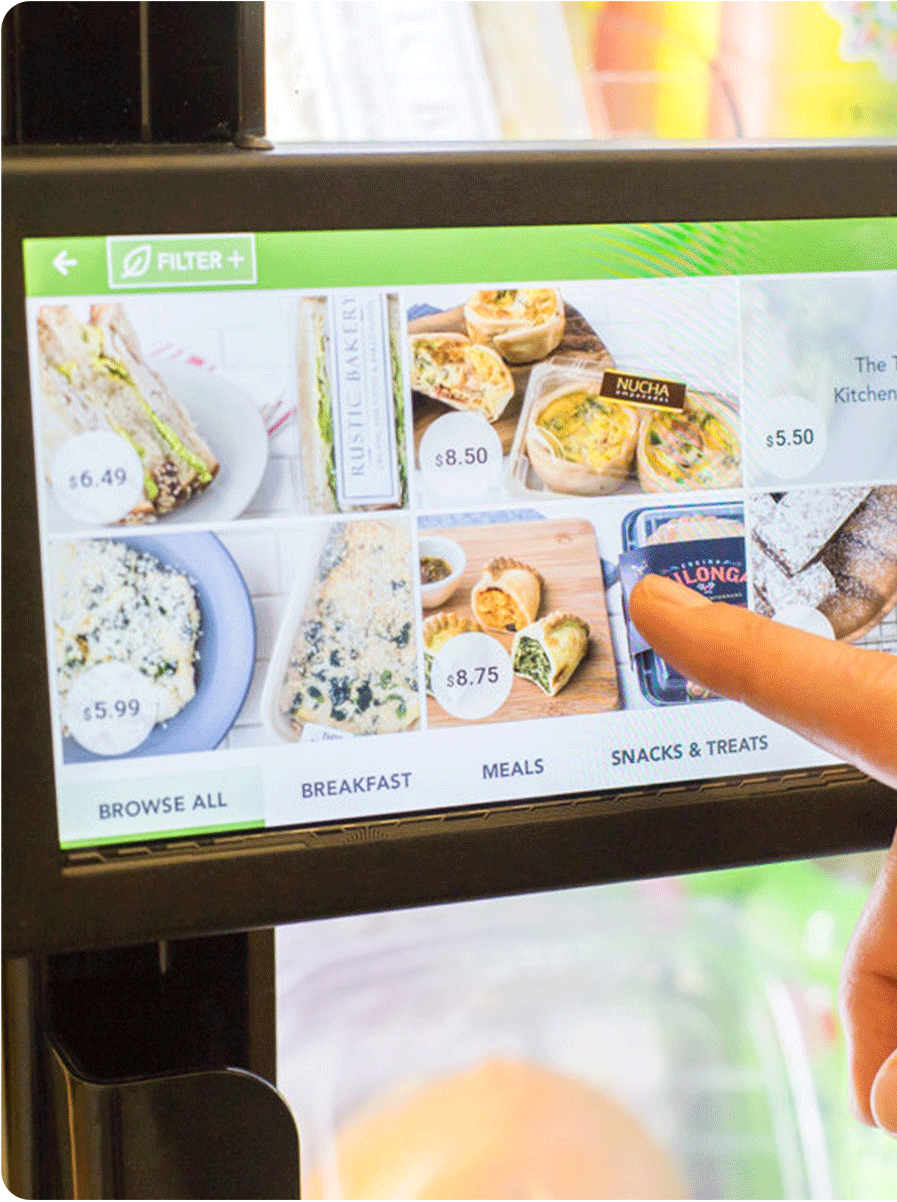 FILTER +
RUSTIC BAKERY
$6.49
NUCHA
empanadas
$8.50
The
Kitchen
$5.50
$5.99
$8.75
BROWSE ALL
BREAKFAST
MEALS
SNACKS & TREATS